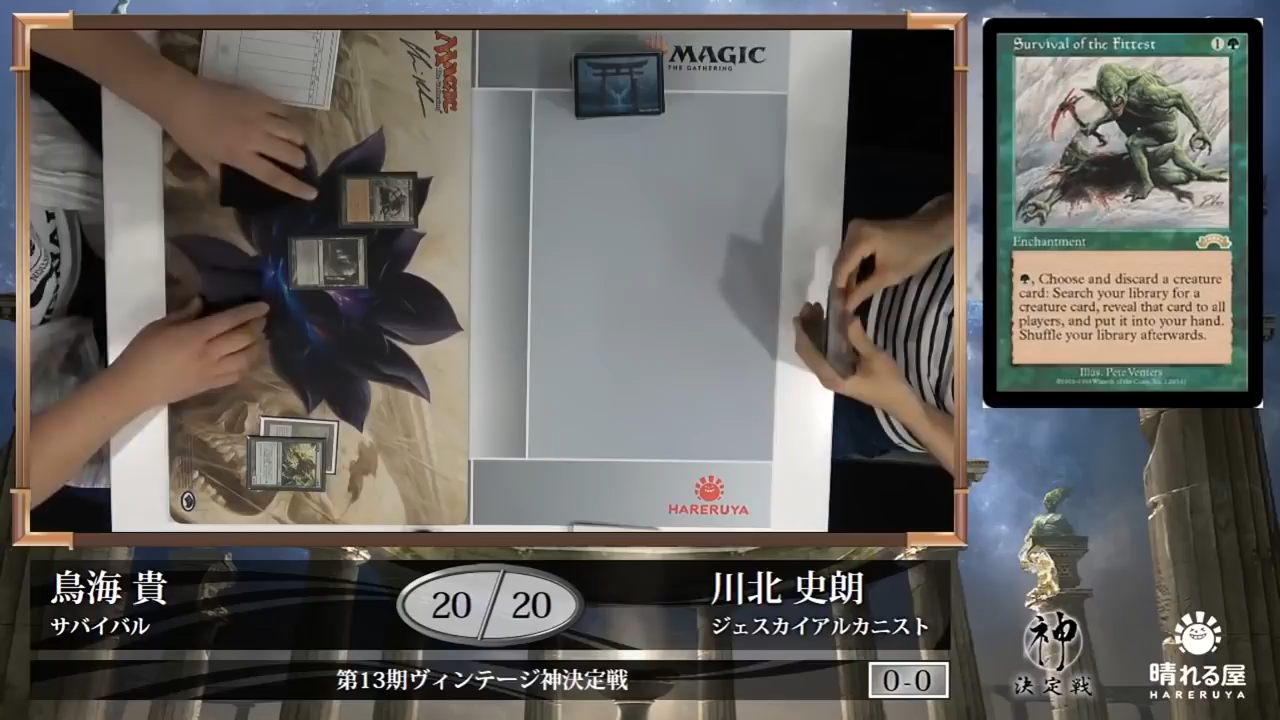 MAGIC
THE GATHERING
MAGIC
HARERUYA
Survival of the Fittest
1
Enchantment
, Choose and discard a creature
card: Search your library for a
creature card, reveal that card to all
players, and put it into your hand.
Shuffle your library afterwards.
Illus. Pete Venters
鳥海 貴
サバイバル
20 / 20
川北 史朗
ジェスカイアルカニスト
第13期ヴィンテージ神決定戦
0-0
神
決定戦
晴れる屋
HARERUYA